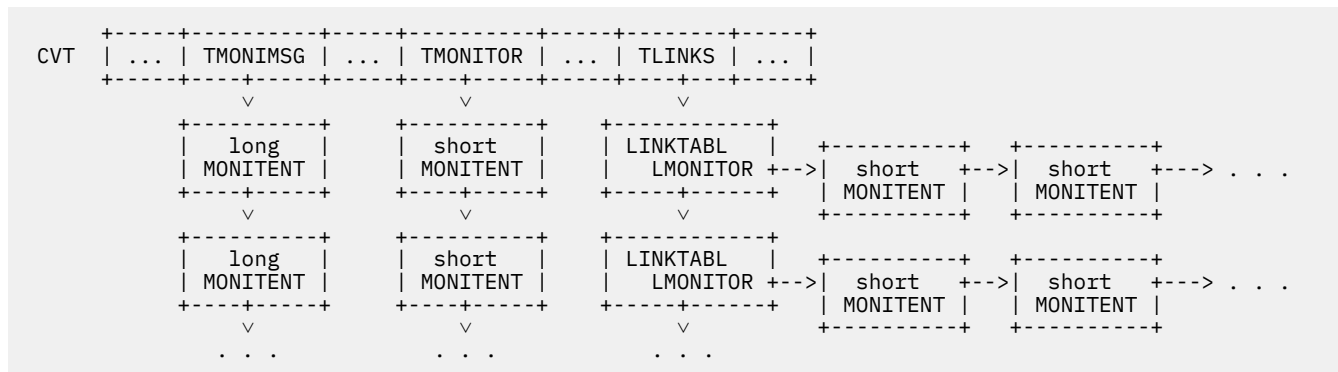 CVT | ... | TMONIMSG | ... | TMONITOR | ... | TLINKS | ... |
| long | | short | | LINKTABL | +----------+ +----------+
| MONITENT | | MONITENT | | LMONITOR +-->| short +-->| short +---> . . .
| MONITENT | | MONITENT |
| long | | short | | LINKTABL | +----------+ +----------+
| MONITENT | | MONITENT | | LMONITOR +-->| short +-->| short +---> . . .
| MONITENT | | MONITENT |
. . . . . . . . .